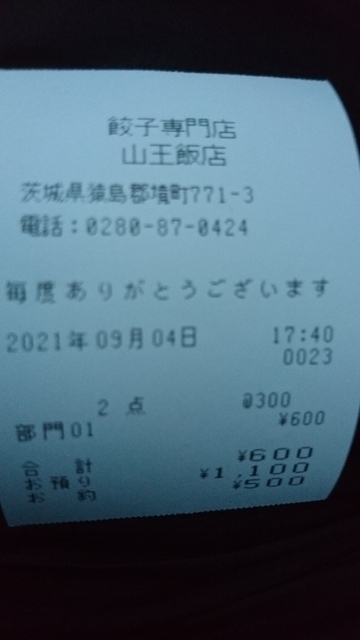 餃子専門店
山王飯店
茨城県猿島郡境町771-3
電話:0280-87-0424
毎度ありがとうございます
2021年09月04日 17:40
0023
2点 @300
部門01 ¥600
合計 ¥600
お預り ¥1,100
お釣 ¥500